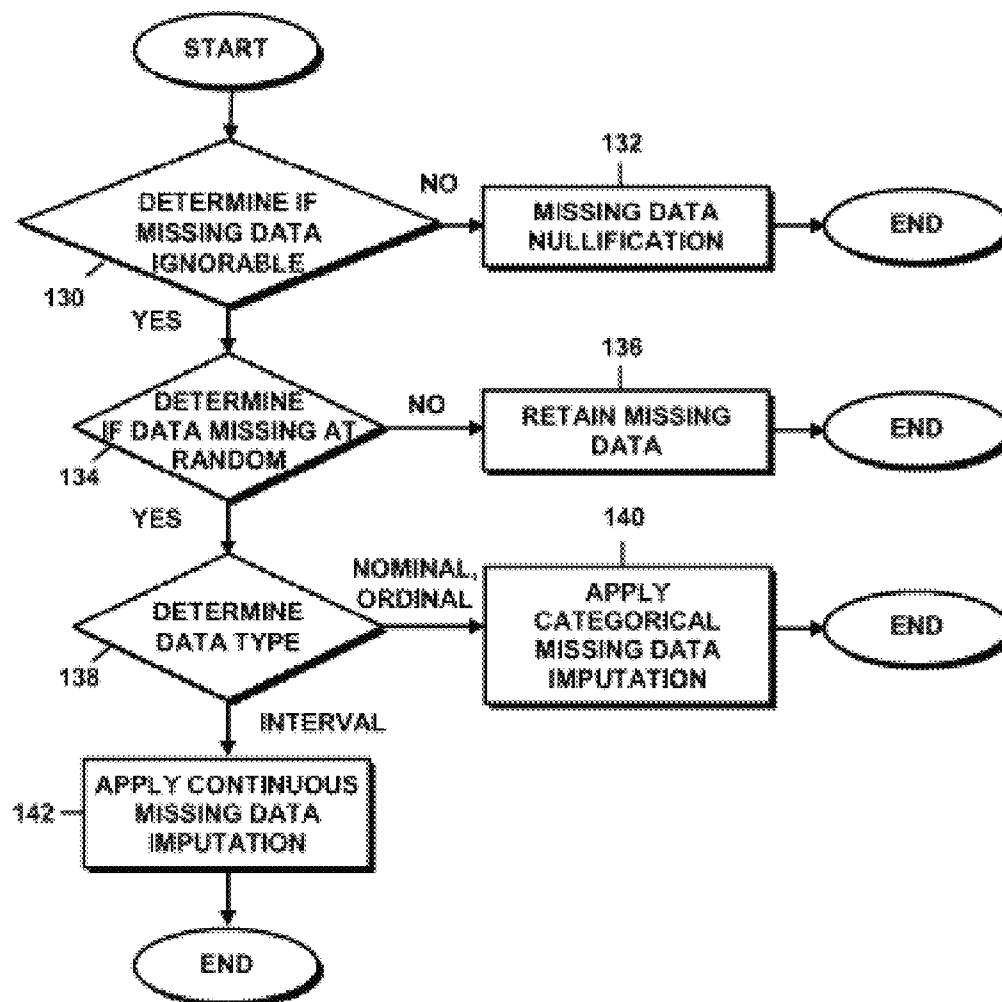 START
132
NO
DETERMINE IF
MISSING DATA
IGNORABLE
MISSING DATA
NULLIFICATION
END
130
YES
136
DETERMINE
IF DATA MISSING AT
RANDOM
NO
RETAIN MISSING
DATA
END
134
YES
140
NOMINAL,
ORDINAL
DETERMINE
DATA TYPE
APPLY
CATEGORICAL
MISSING DATA
IMPUTATION
END
138
INTERVAL
APPLY CONTINUOUS
MISSING DATA
IMPUTATION
142
END